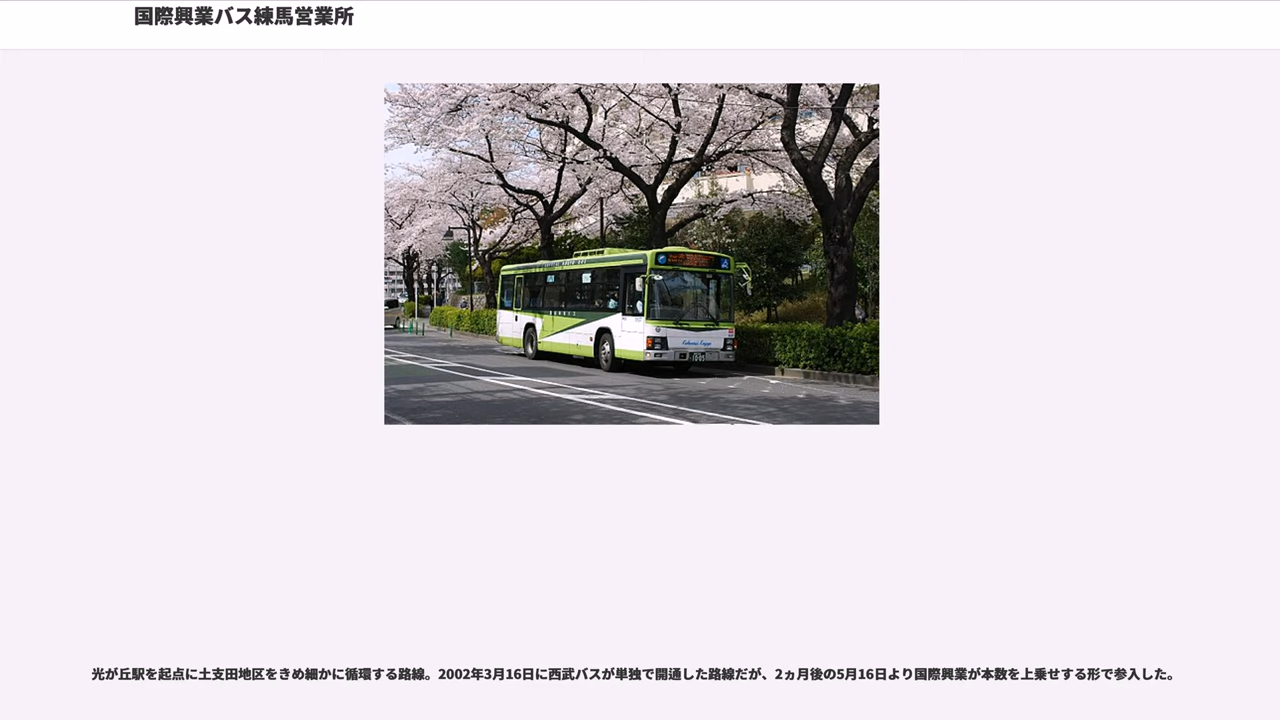 国際興業バス練馬営業所
光が丘駅を起点に土支田地区をきめ細かに循環する路線。2002年3月16日に西武バスが単独で開通した路線だが、2ヵ月後の5月16日より国際興業が本数を上乗せする形で参入した。